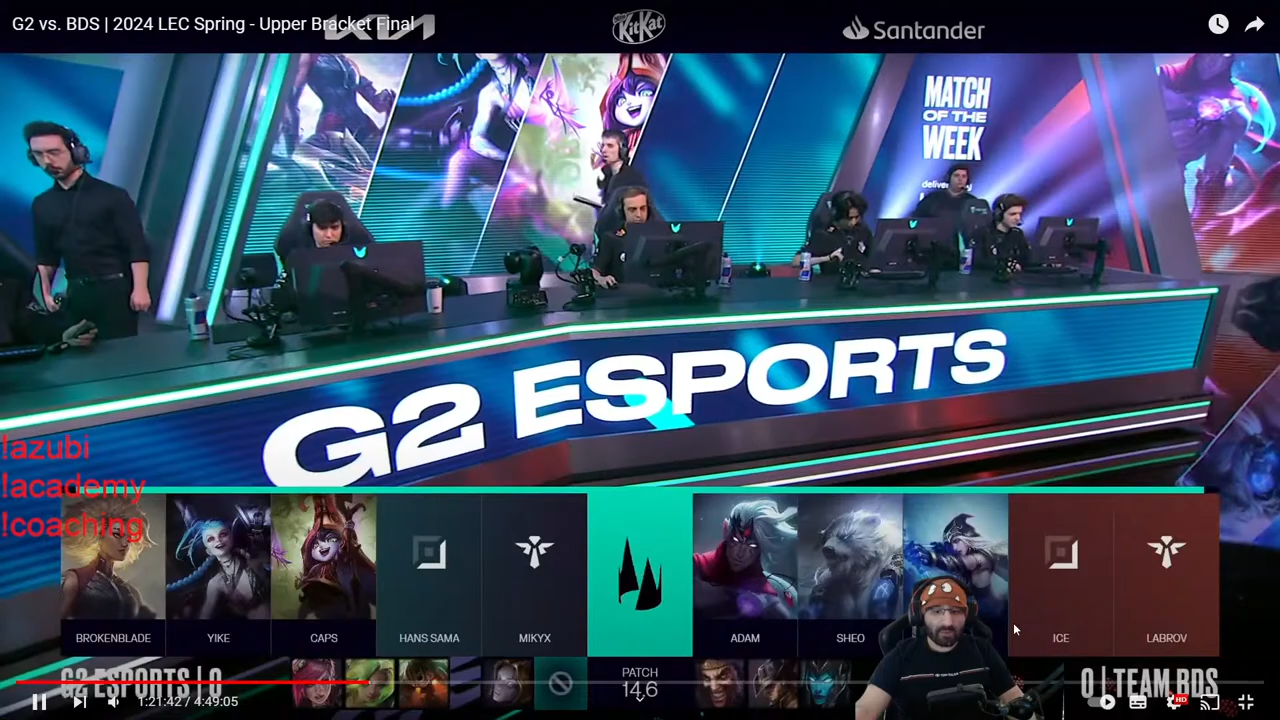 G2 vs. BDS | 2024 LEC Spring - Upper Bracket Final
KIA
KitKat
Santander
MATCH
OF THE
WEEK
G2 ESPORTS
!azubi
!academy
!coaching
BROKENBLADE
YIKE
CAPS
HANS SAMA
MIKYX
ADAM
SHEO
ICE
LABROV
G2 ESPORTS | 0
PATCH
14.6
0 | TEAM BDS
1:21:42 / 4:49:05
HD